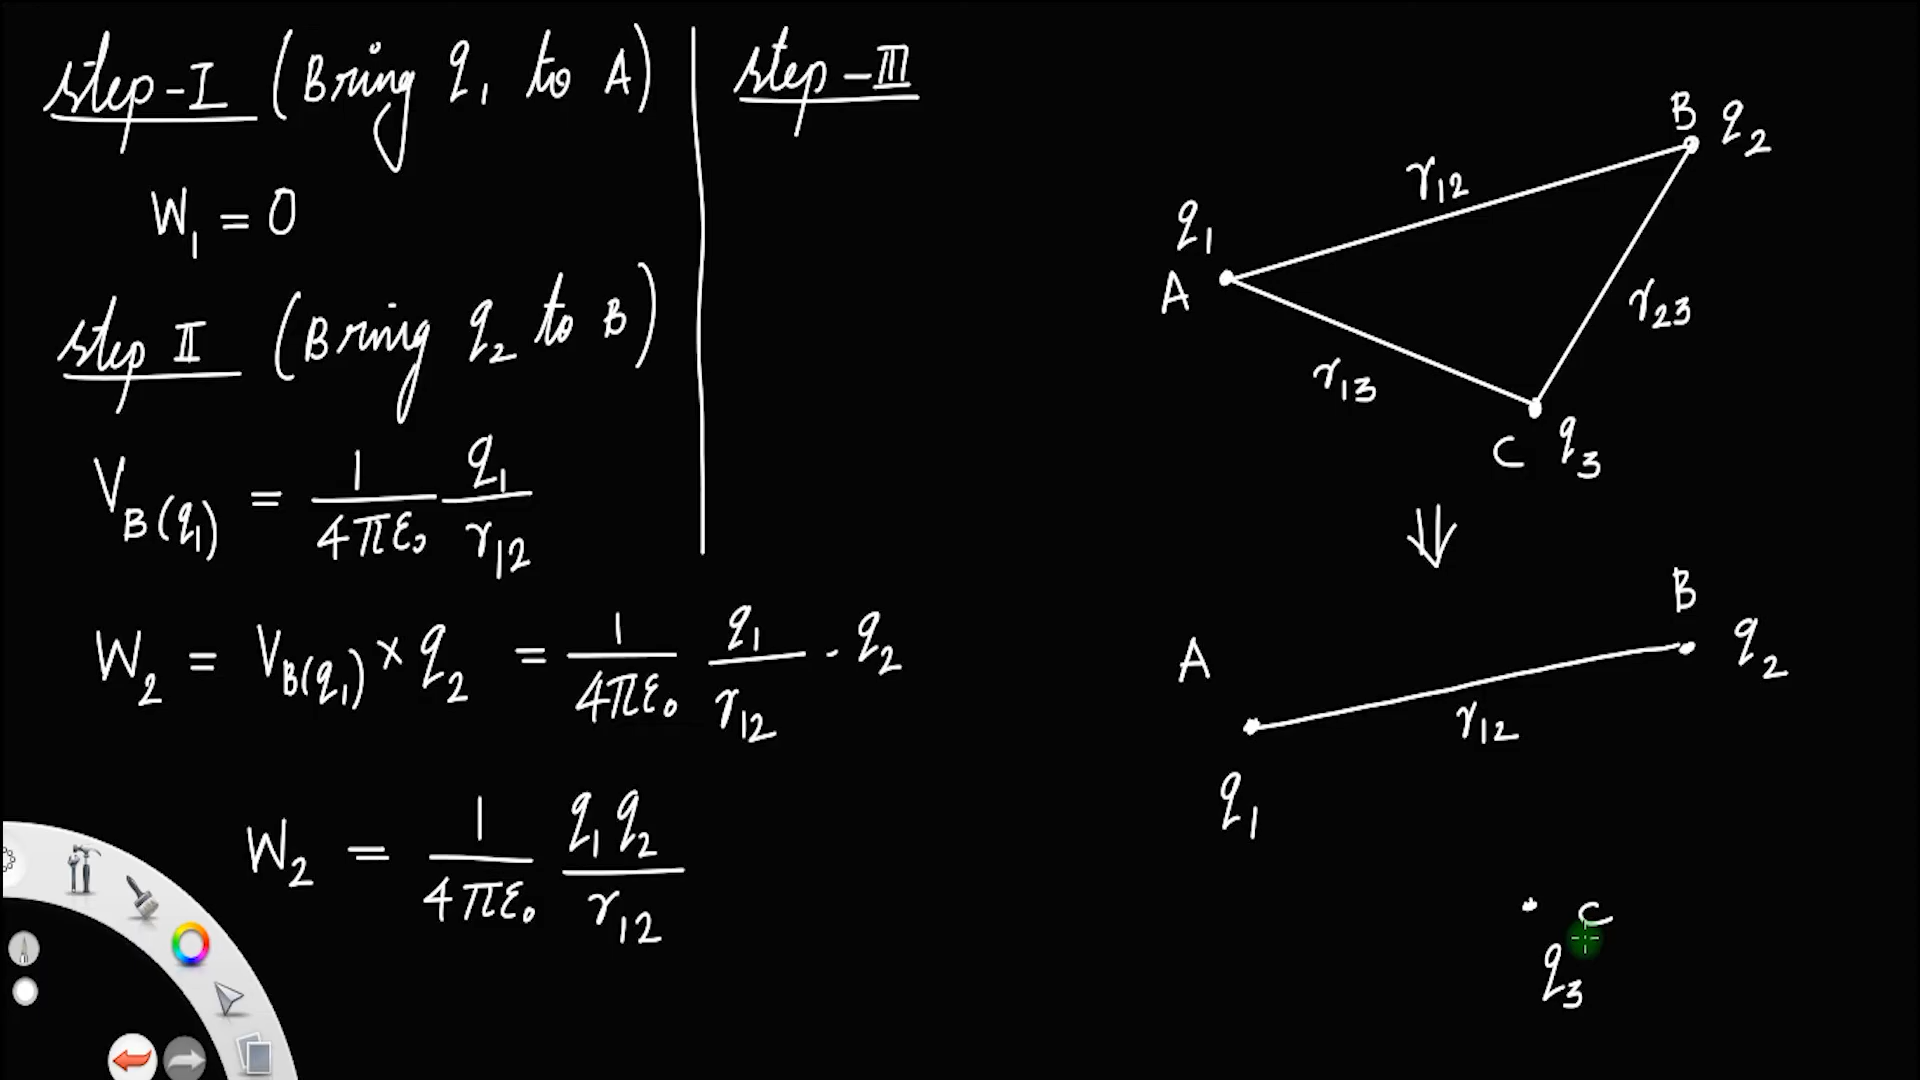 step-I (Bring q₁ to A)
W₁ = 0
step II (Bring q₂ to B)
V_B(q₁) = 1/4πε₀ q₁/r₁₂
W₂ = V_B(q₁) × q₂ = 1/4πε₀ q₁/r₁₂ · q₂
W₂ = 1/4πε₀ q₁q₂/r₁₂
step-III
B q₂
r₁₂
q₁
A
r₂₃
r₁₃
C q₃
⇓
B
A
q₂
r₁₂
q₁
C
q₃